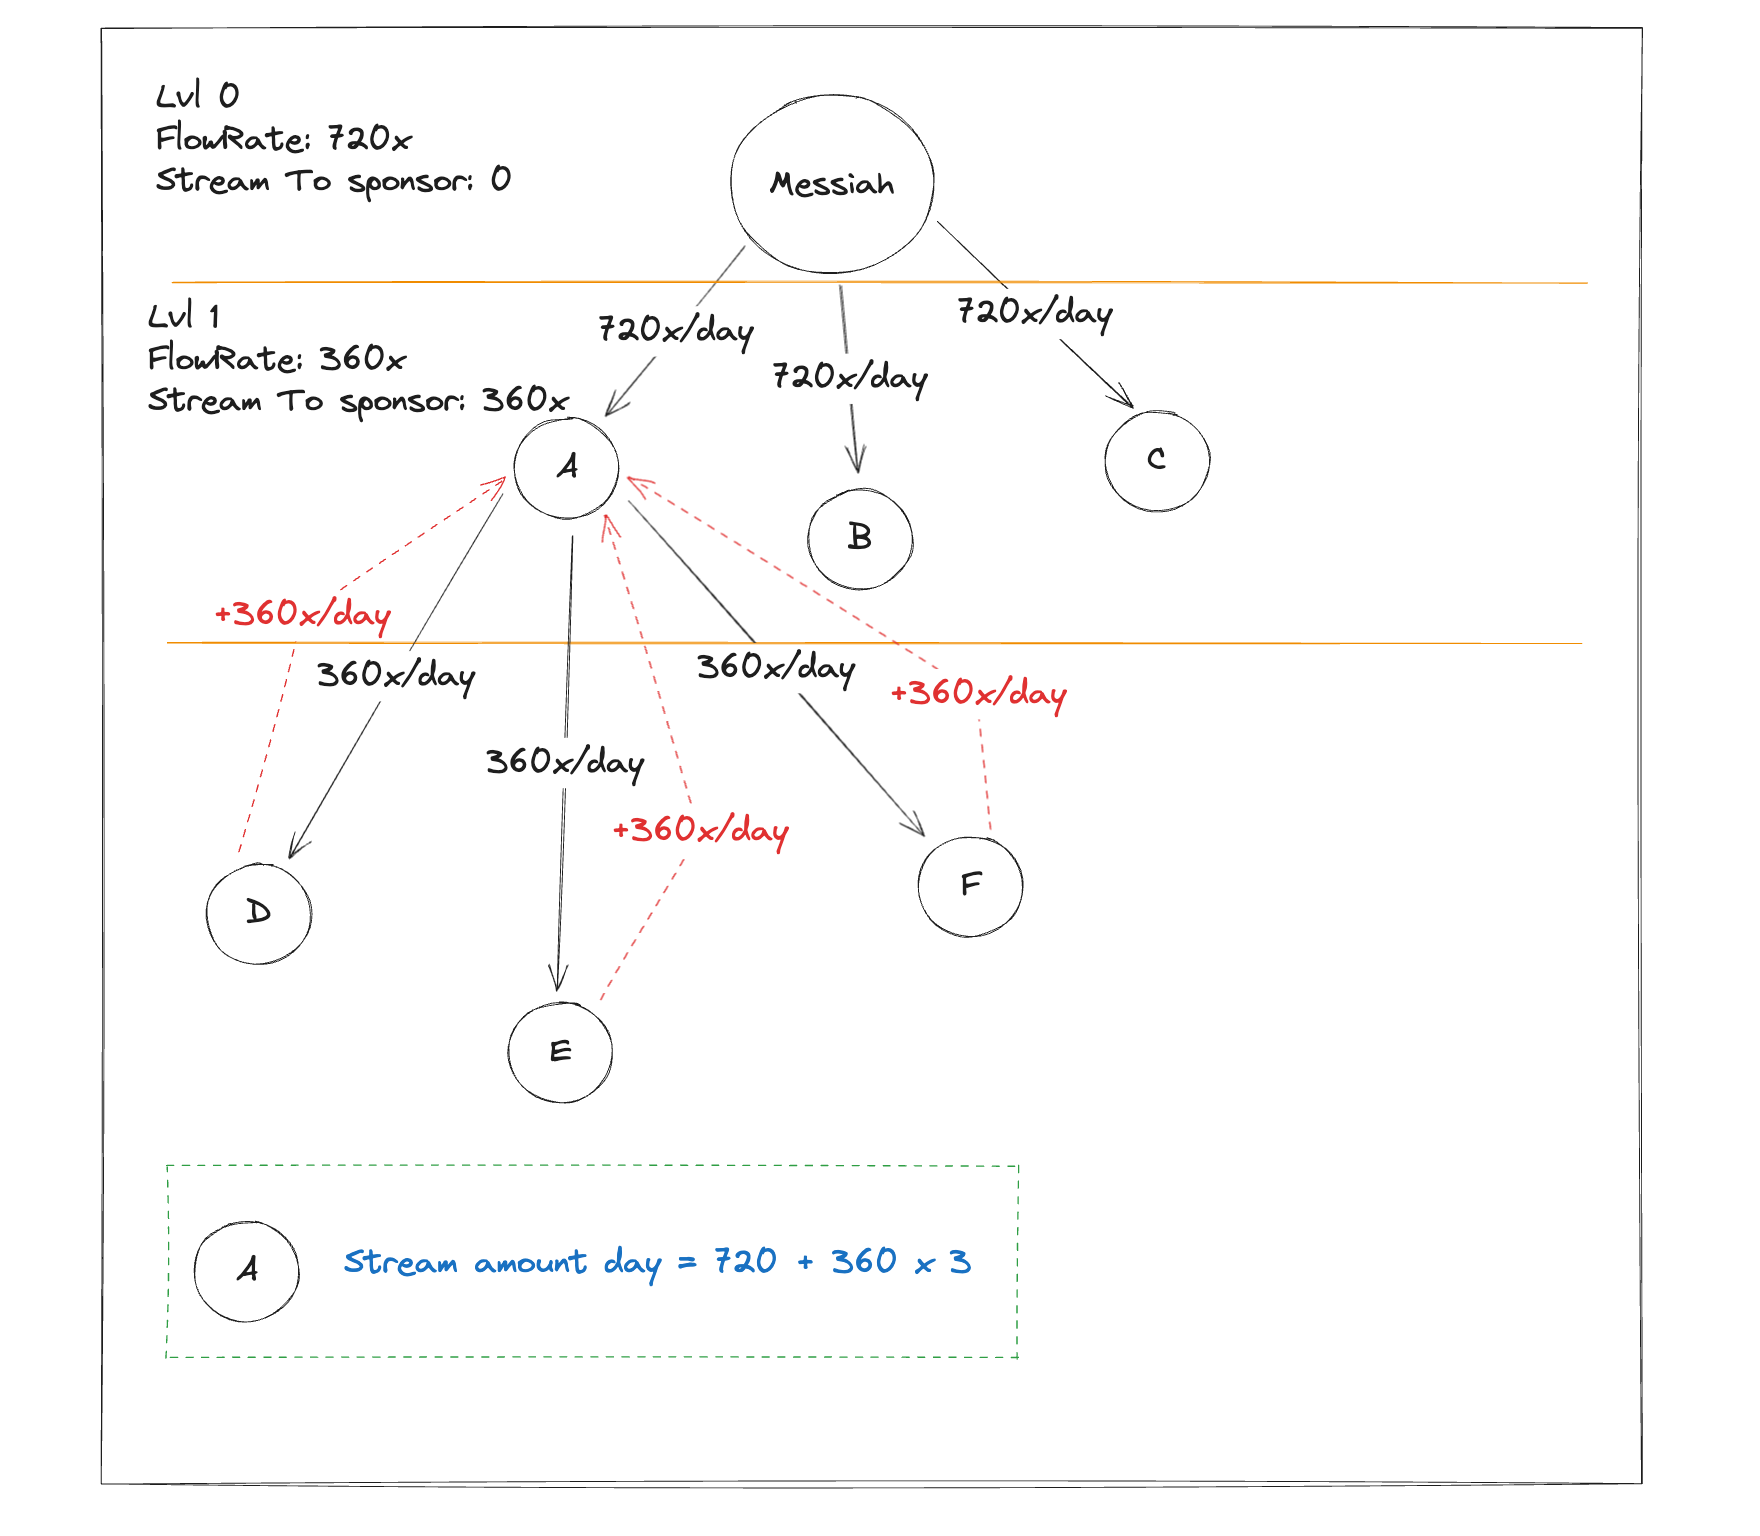 Lvl 0
FlowRate: 720x
Stream To sponsor: 0
Messiah
Lvl 1
FlowRate: 360x
Stream To sponsor: 360x
720x/day
720x/day
720x/day
A
B
C
+360x/day
360x/day
360x/day
+360x/day
360x/day
+360x/day
D
E
F
A
Stream amount day = 720 + 360 x 3